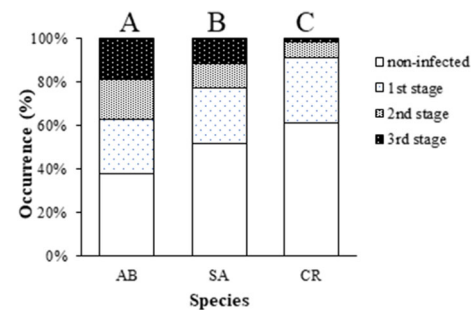 A B C
100%
80%
60%
40%
20%
0%
Occurrence (%)
AB SA CR
Species
non-infected
1st stage
2nd stage
3rd stage